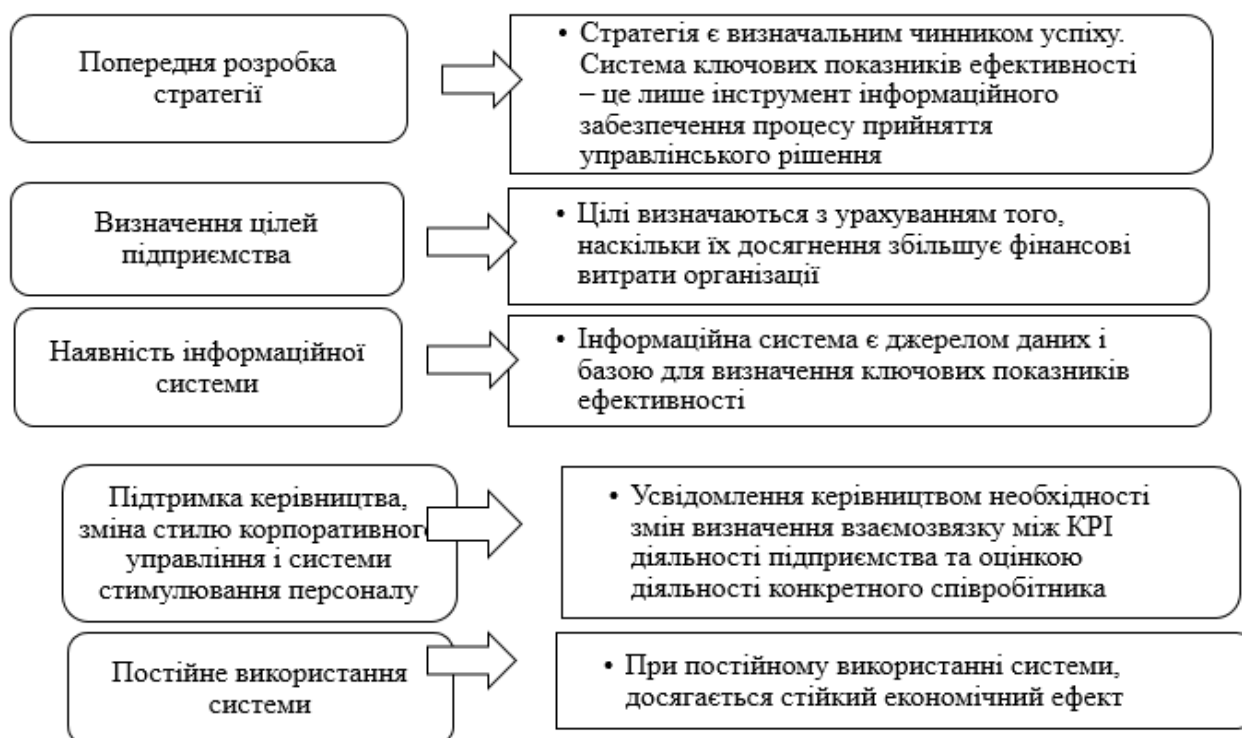 Попередня розробка
стратегії
• Стратегія є визначальним чинником успіху.
Система ключових показників ефективності
– це лише інструмент інформаційного
забезпечення процесу прийняття
управлінського рішення
Визначення цілей
підприємства
• Цілі визначаються з урахуванням того,
наскільки їх досягнення збільшує фінансові
витрати організації
Наявність інформаційної
системи
• Інформаційна система є джерелом даних і
базою для визначення ключових показників
ефективності
Підтримка керівництва,
зміна стилю корпоративного
управління і системи
стимулювання персоналу
• Усвідомлення керівництвом необхідності
змін визначення взаємозвязку між КРІ
діяльності підприємства та оцінкою
діяльності конкретного співробітника
Постійне використання
системи
• При постійному використанні системи,
досягається стійкий економічний ефект